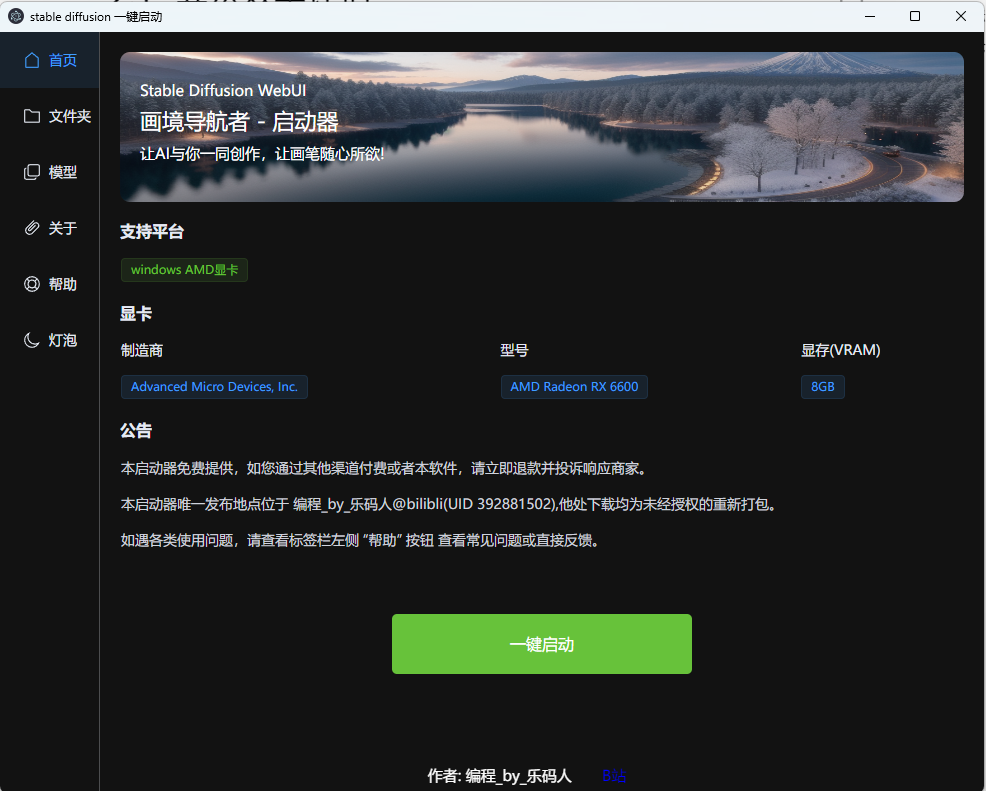 stable diffusion 一键启动
首页
文件夹
模型
关于
帮助
灯泡
Stable Diffusion WebUI
画境导航者 - 启动器
让AI与你一同创作，让画笔随心所欲!
支持平台
windows AMD显卡
显卡
制造商 型号 显存(VRAM)
Advanced Micro Devices, Inc. AMD Radeon RX 6600 8GB
公告
本启动器免费提供，如您通过其他渠道付费或者本软件，请立即退款并投诉响应商家。
本启动器唯一发布地点位于 编程_by_乐码人@bilibli(UID 392881502),他处下载均为未经授权的重新打包。
如遇各类使用问题，请查看标签栏左侧 “帮助” 按钮 查看常见问题或直接反馈。
一键启动
作者: 编程_by_乐码人 B站